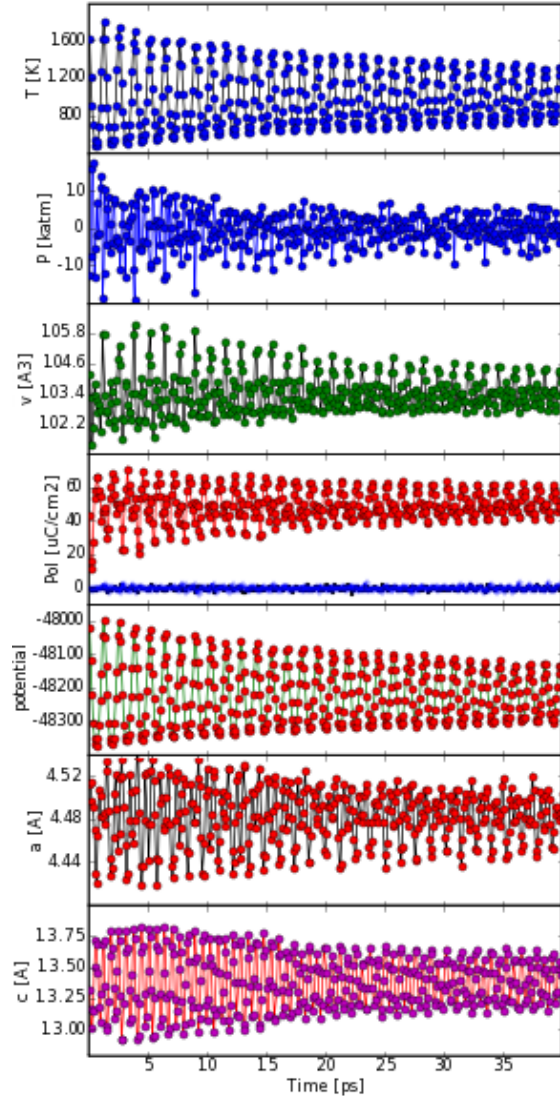 1600
1200
800
T [K]
10
0
-10
p [katm]
105.8
104.6
103.4
102.2
v [A3]
60
40
20
0
Pol [uC/cm2]
-48000
-48100
-48200
-48300
potential
4.52
4.48
4.44
a [A]
13.75
13.50
13.25
13.00
c [A]
5 10 15 20 25 30 35
Time [ps]